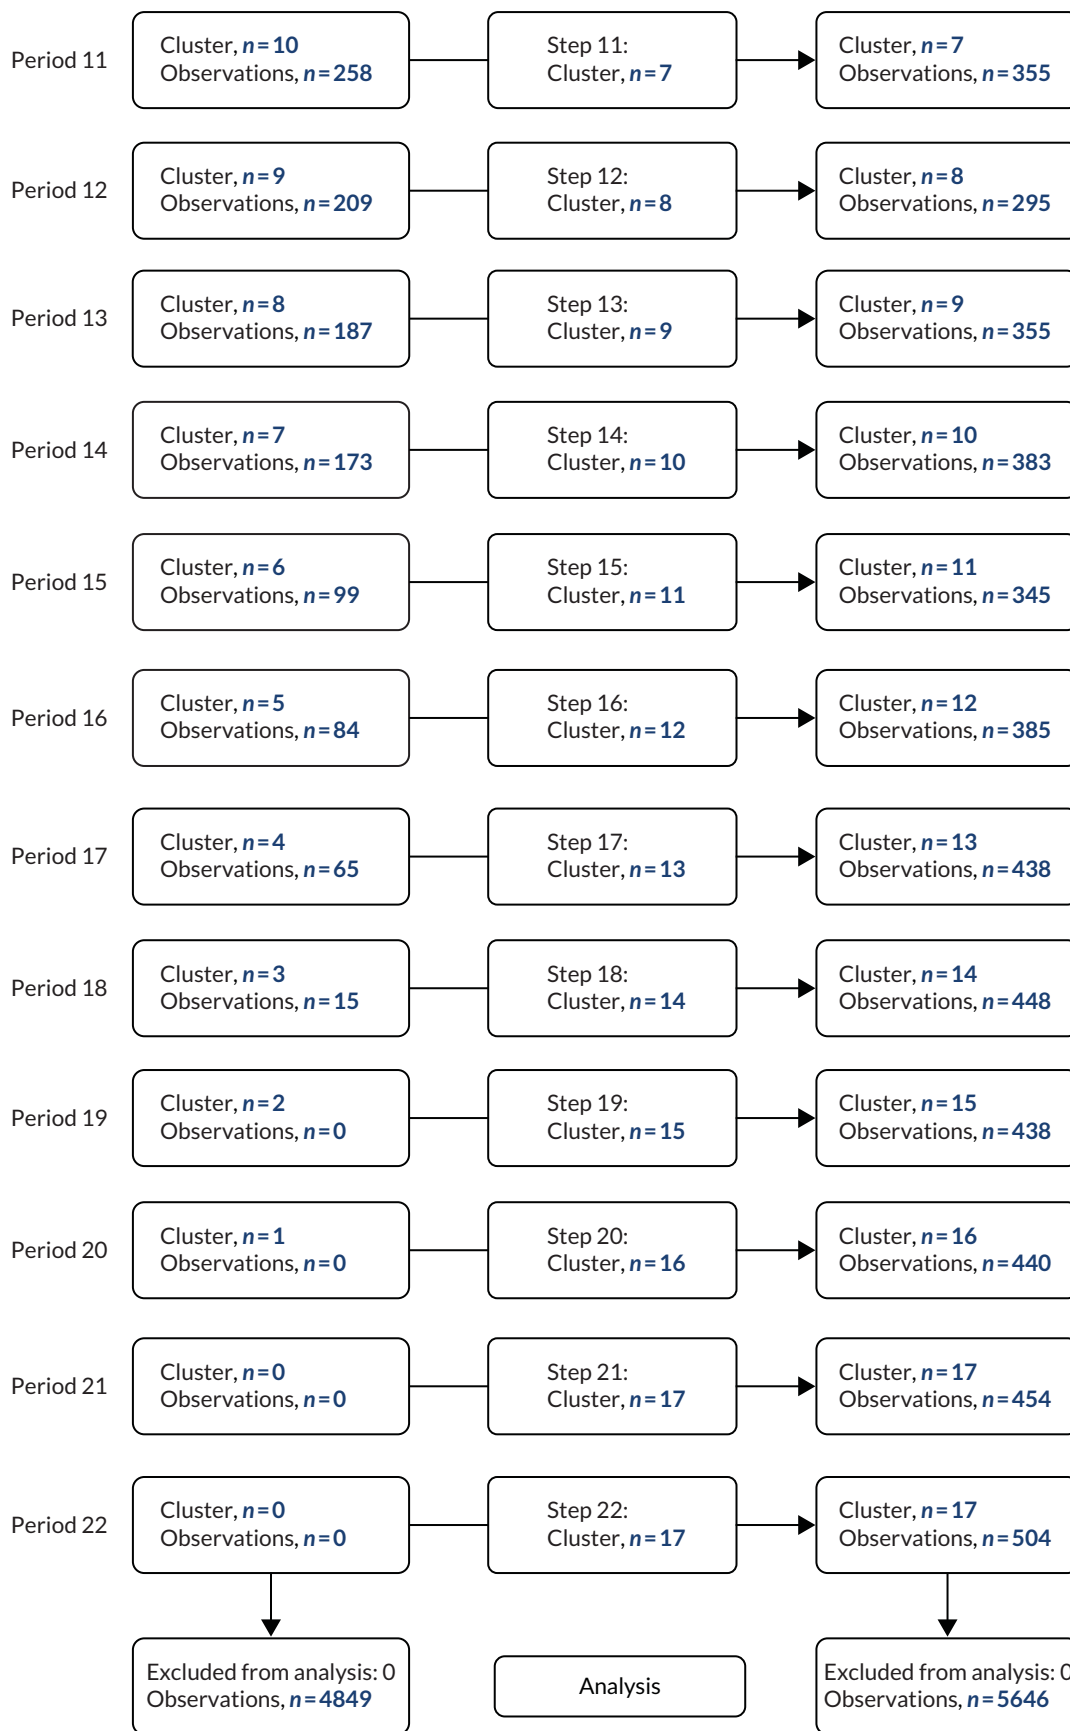 Period 11
Cluster, n=10
Observations, n=258
Step 11:
Cluster, n=7
Cluster, n=7
Observations, n=355
Period 12
Cluster, n=9
Observations, n=209
Step 12:
Cluster, n=8
Cluster, n=8
Observations, n=295
Period 13
Cluster, n=8
Observations, n=187
Step 13:
Cluster, n=9
Cluster, n=9
Observations, n=355
Period 14
Cluster, n=7
Observations, n=173
Step 14:
Cluster, n=10
Cluster, n=10
Observations, n=383
Period 15
Cluster, n=6
Observations, n=99
Step 15:
Cluster, n=11
Cluster, n=11
Observations, n=345
Period 16
Cluster, n=5
Observations, n=84
Step 16:
Cluster, n=12
Cluster, n=12
Observations, n=385
Period 17
Cluster, n=4
Observations, n=65
Step 17:
Cluster, n=13
Cluster, n=13
Observations, n=438
Period 18
Cluster, n=3
Observations, n=15
Step 18:
Cluster, n=14
Cluster, n=14
Observations, n=448
Period 19
Cluster, n=2
Observations, n=0
Step 19:
Cluster, n=15
Cluster, n=15
Observations, n=438
Period 20
Cluster, n=1
Observations, n=0
Step 20:
Cluster, n=16
Cluster, n=16
Observations, n=440
Period 21
Cluster, n=0
Observations, n=0
Step 21:
Cluster, n=17
Cluster, n=17
Observations, n=454
Period 22
Cluster, n=0
Observations, n=0
Step 22:
Cluster, n=17
Cluster, n=17
Observations, n=504
Excluded from analysis: 0
Observations, n=4849
Analysis
Excluded from analysis: 0
Observations, n=5646